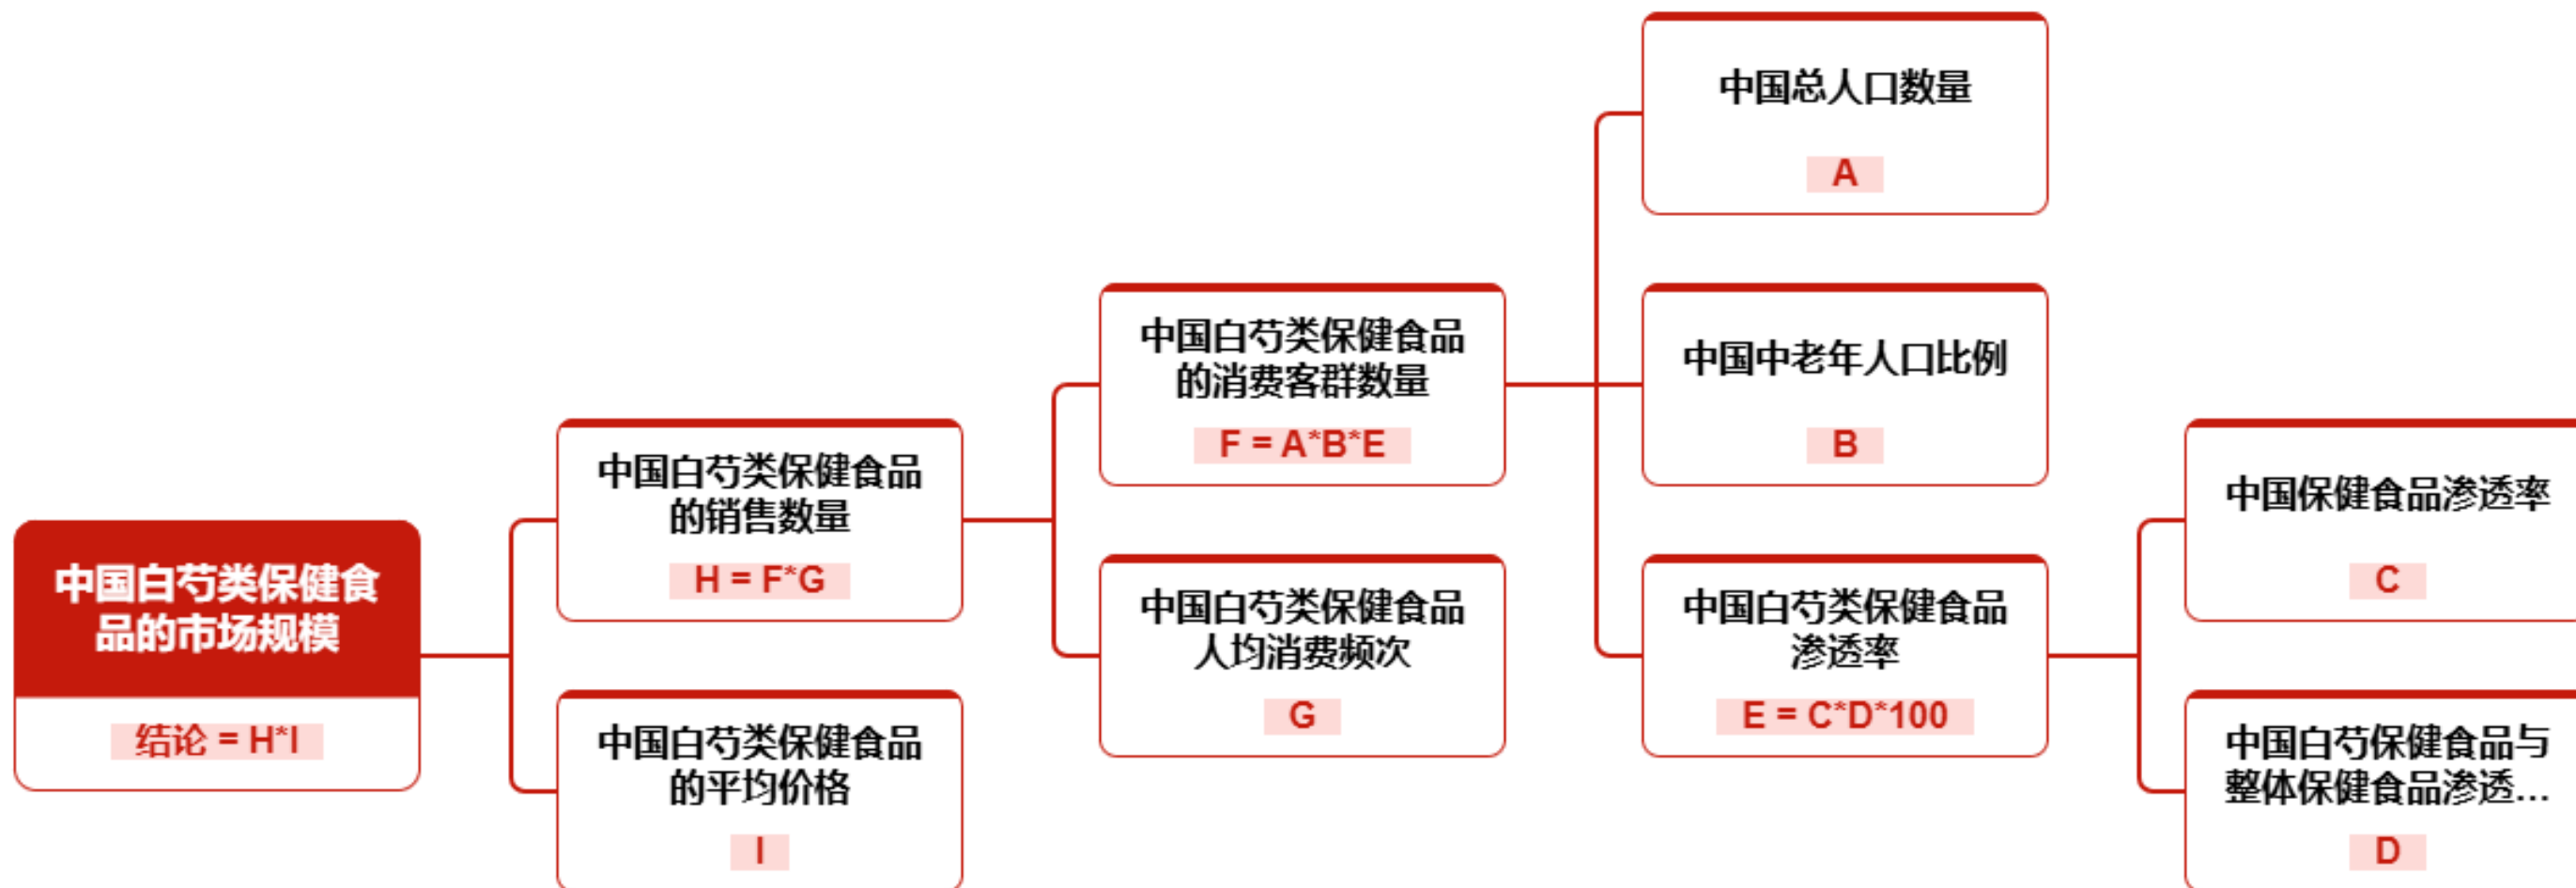 中国白芍类保健食
品的市场规模
结论 = H*I
中国白芍类保健食品
的销售数量
H = F*G
中国白芍类保健食品
的平均价格
I
中国白芍类保健食品
的消费客群数量
F = A*B*E
中国白芍类保健食品
人均消费频次
G
中国总人口数量
A
中国中老年人口比例
B
中国白芍类保健食品
渗透率
E = C*D*100
中国保健食品渗透率
C
中国白芍保健食品与
整体保健食品渗透...
D